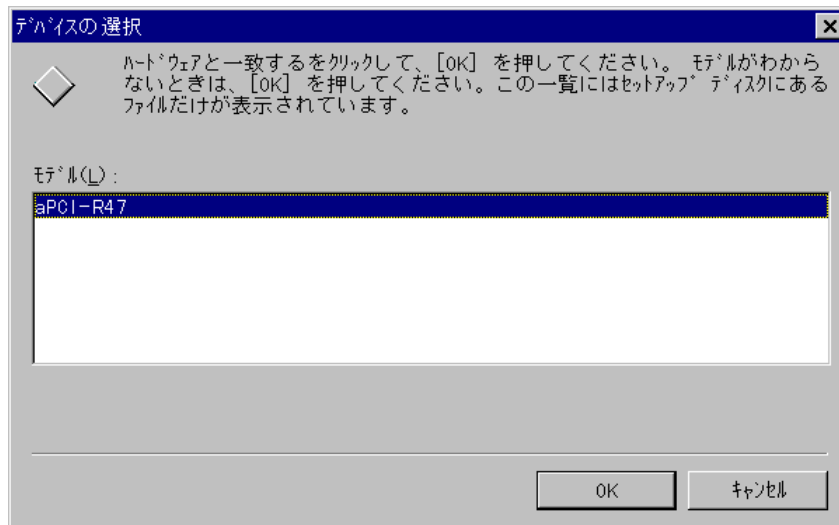 ﾃﾞﾊﾞｲｽの選択
ﾊｰﾄﾞｳｪｱと一致するをｸﾘｯｸして、[OK] を押してください。 ﾓﾃﾞﾙがわから
ないときは、[OK] を押してください。この一覧にはｾｯﾄｱｯﾌﾟ ﾃﾞｨｽｸにある
ﾌｧｲﾙだけが表示されています。
ﾓﾃﾞﾙ(L) :
aPCI-R47
OK
ｷｬﾝｾﾙ